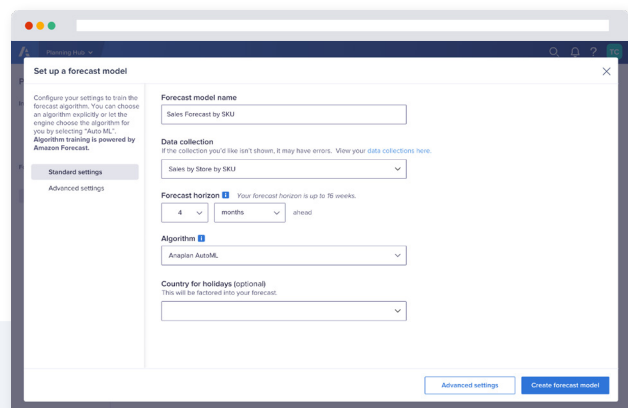 Planning Hub
TC
Set up a forecast model
Configure your settings to train the
forecast algorithm. You can choose
an algorithm explicitly or let the
engine choose the algorithm for
you by selecting "Auto ML".
Algorithm training is powered by
Amazon Forecast.
Standard settings
Advanced settings
Forecast model name
Sales Forecast by SKU
Data collection
If the collection you'd like isn't shown, it may have errors. View your data collections here.
Sales by Store by SKU
Forecast horizon i Your forecast horizon is up to 16 weeks.
4 months ahead
Algorithm i
Anaplan AutoML
Country for holidays (optional)
This will be factored into your forecast.
Advanced settings
Create forecast model